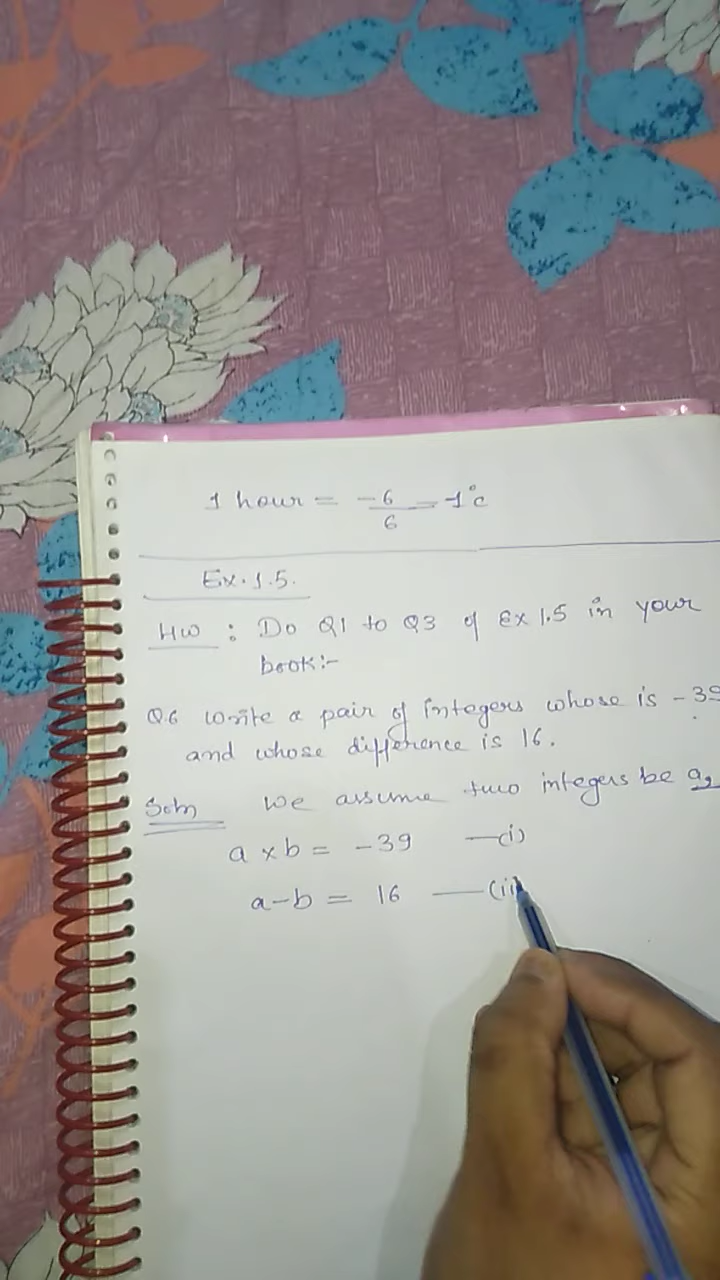 1 hour = -6/6 = -1°c
Ex. 1.5.
HW : Do Q1 to Q3 of Ex 1.5 in your
book:-
Q.6 Write a pair of integers whose is -39
and whose difference is 16.
Soln We assume two integers be a,
a x b = -39 —(i)
a-b = 16 —(ii)